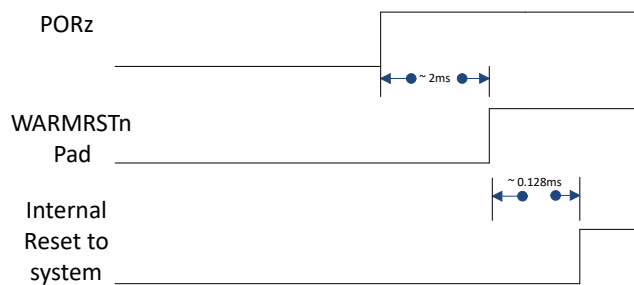 PORz
~ 2ms
WARMRSTn
Pad
~ 0.128ms
Internal
Reset to
system